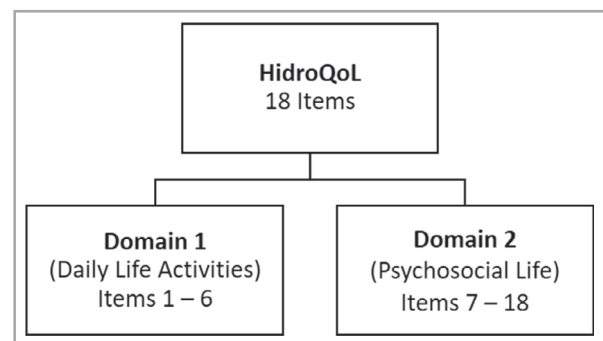 HidroQoL
18 Items
Domain 1
(Daily Life Activities)
Items 1 – 6
Domain 2
(Psychosocial Life)
Items 7 – 18